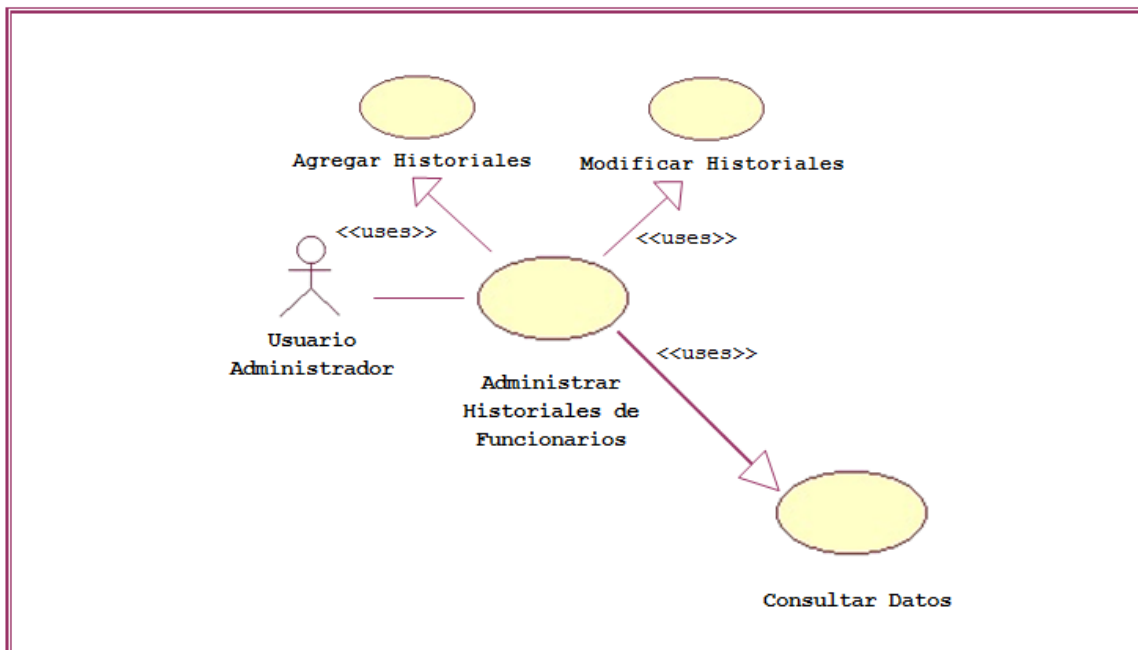 Agregar Historiales
Modificar Historiales
<<uses>>
<<uses>>
Usuario
Administrador
<<uses>>
Administrar
Historiales de
Funcionarios
Consultar Datos